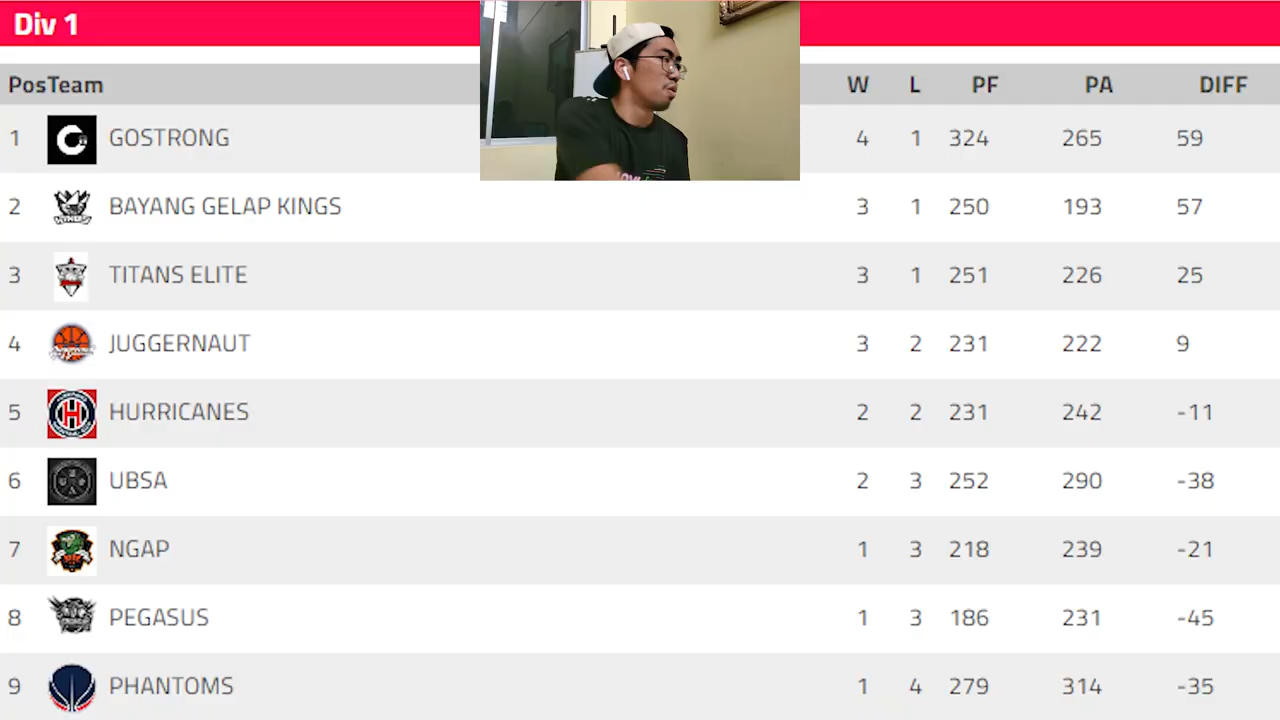 Div 1
PosTeam W L PF PA DIFF
1 GOSTRONG 4 1 324 265 59
2 BAYANG GELAP KINGS 3 1 250 193 57
3 TITANS ELITE 3 1 251 226 25
4 JUGGERNAUT 3 2 231 222 9
5 HURRICANES 2 2 231 242 -11
6 UBSA 2 3 252 290 -38
7 NGAP 1 3 218 239 -21
8 PEGASUS 1 3 186 231 -45
9 PHANTOMS 1 4 279 314 -35